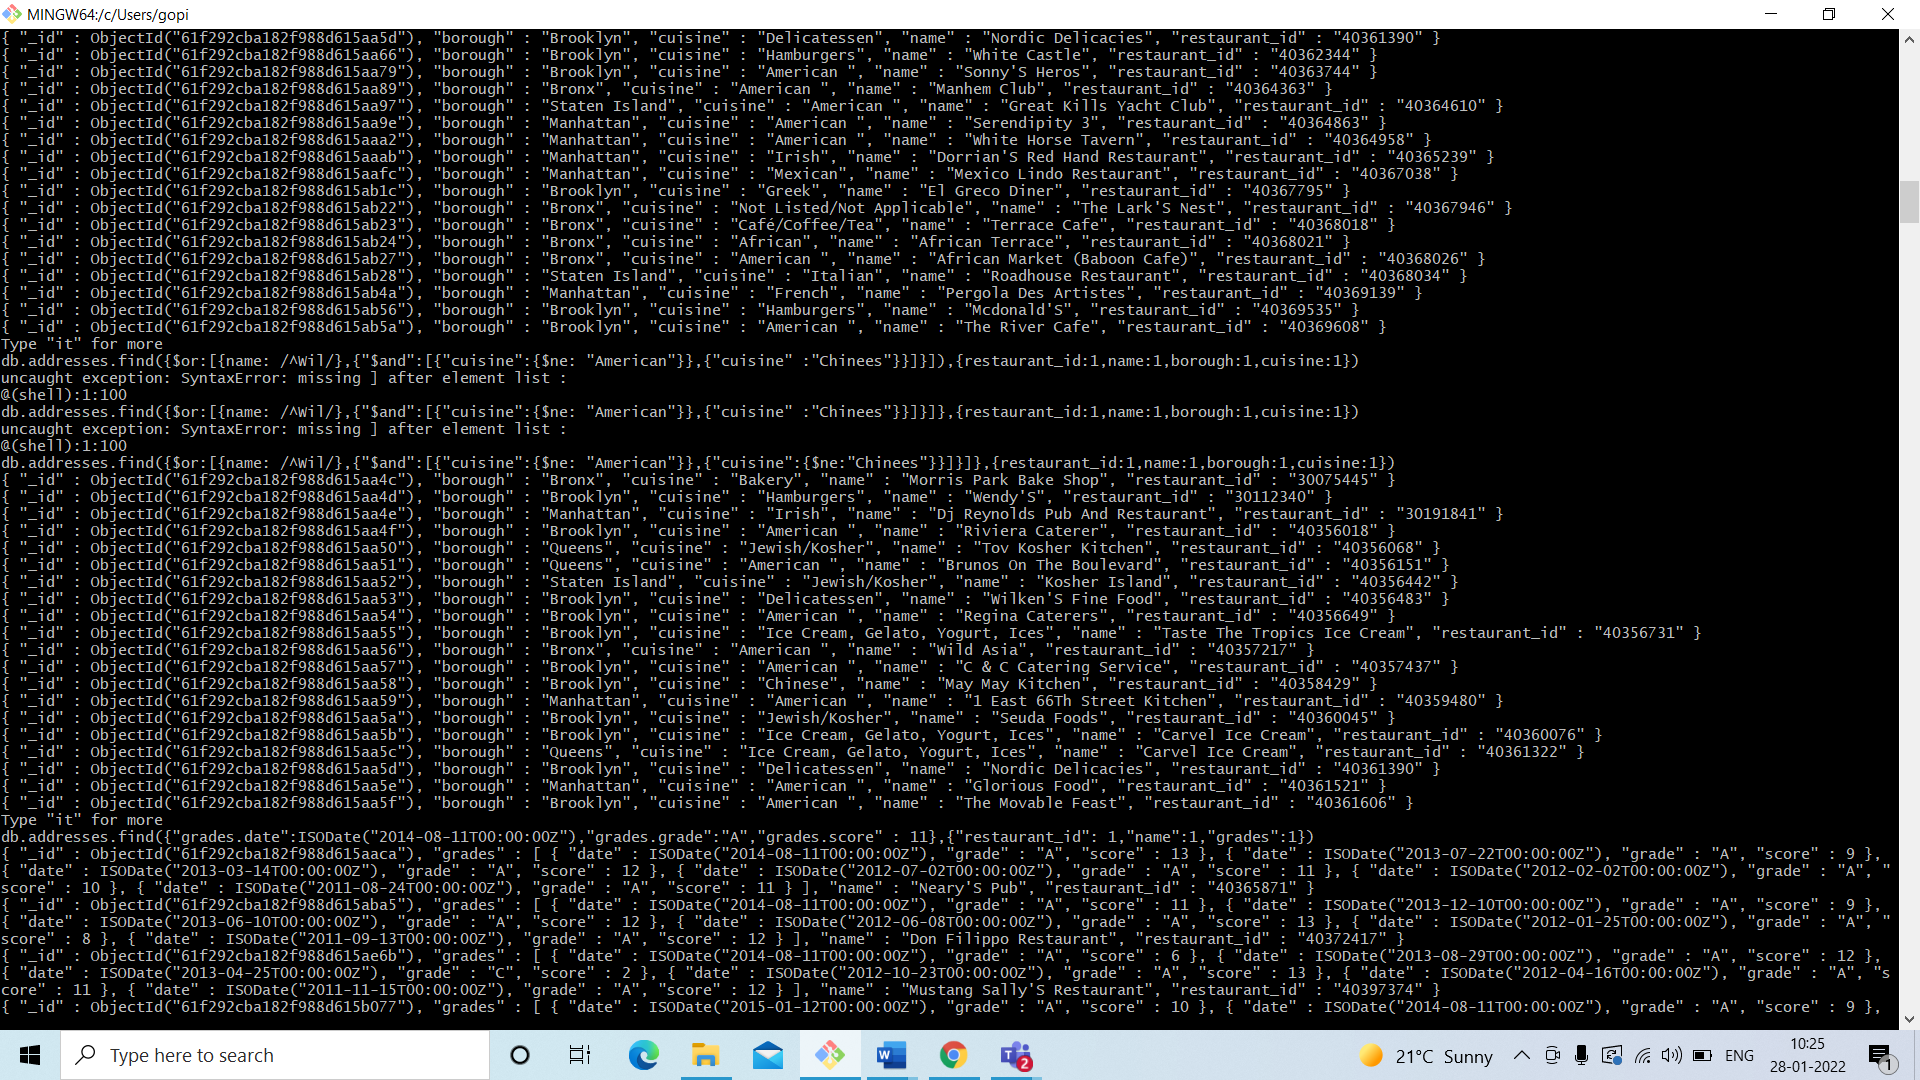 MINGW64:/c/Users/gopi
{ "_id" : ObjectId("61f292cba182f988d615aa5d"), "borough" : "Brooklyn", "cuisine" : "Delicatessen", "name" : "Nordic Delicacies", "restaurant_id" : "40361390" }
{ "_id" : ObjectId("61f292cba182f988d615aa66"), "borough" : "Brooklyn", "cuisine" : "Hamburgers", "name" : "White Castle", "restaurant_id" : "40362344" }
{ "_id" : ObjectId("61f292cba182f988d615aa79"), "borough" : "Brooklyn", "cuisine" : "American ", "name" : "Sonny'S Heros", "restaurant_id" : "40363744" }
{ "_id" : ObjectId("61f292cba182f988d615aa89"), "borough" : "Bronx", "cuisine" : "American ", "name" : "Manhem Club", "restaurant_id" : "40364363" }
{ "_id" : ObjectId("61f292cba182f988d615aa97"), "borough" : "Staten Island", "cuisine" : "American ", "name" : "Great Kills Yacht Club", "restaurant_id" : "40364610" }
{ "_id" : ObjectId("61f292cba182f988d615aa9e"), "borough" : "Manhattan", "cuisine" : "American ", "name" : "Serendipity 3", "restaurant_id" : "40364863" }
{ "_id" : ObjectId("61f292cba182f988d615aaa2"), "borough" : "Manhattan", "cuisine" : "American ", "name" : "White Horse Tavern", "restaurant_id" : "40364958" }
{ "_id" : ObjectId("61f292cba182f988d615aaab"), "borough" : "Manhattan", "cuisine" : "Irish", "name" : "Dorrian'S Red Hand Restaurant", "restaurant_id" : "40365239" }
{ "_id" : ObjectId("61f292cba182f988d615aafc"), "borough" : "Manhattan", "cuisine" : "Mexican", "name" : "Mexico Lindo Restaurant", "restaurant_id" : "40367038" }
{ "_id" : ObjectId("61f292cba182f988d615ab1c"), "borough" : "Brooklyn", "cuisine" : "Greek", "name" : "El Greco Diner", "restaurant_id" : "40367795" }
{ "_id" : ObjectId("61f292cba182f988d615ab22"), "borough" : "Bronx", "cuisine" : "Not Listed/Not Applicable", "name" : "The Lark'S Nest", "restaurant_id" : "40367946" }
{ "_id" : ObjectId("61f292cba182f988d615ab23"), "borough" : "Bronx", "cuisine" : "Café/Coffee/Tea", "name" : "Terrace Cafe", "restaurant_id" : "40368018" }
{ "_id" : ObjectId("61f292cba182f988d615ab24"), "borough" : "Bronx", "cuisine" : "African", "name" : "African Terrace", "restaurant_id" : "40368021" }
{ "_id" : ObjectId("61f292cba182f988d615ab27"), "borough" : "Bronx", "cuisine" : "American ", "name" : "African Market (Baboon Cafe)", "restaurant_id" : "40368026" }
{ "_id" : ObjectId("61f292cba182f988d615ab28"), "borough" : "Staten Island", "cuisine" : "Italian", "name" : "Roadhouse Restaurant", "restaurant_id" : "40368034" }
{ "_id" : ObjectId("61f292cba182f988d615ab4a"), "borough" : "Manhattan", "cuisine" : "French", "name" : "Pergola Des Artistes", "restaurant_id" : "40369139" }
{ "_id" : ObjectId("61f292cba182f988d615ab56"), "borough" : "Brooklyn", "cuisine" : "Hamburgers", "name" : "Mcdonald'S", "restaurant_id" : "40369535" }
{ "_id" : ObjectId("61f292cba182f988d615ab5a"), "borough" : "Brooklyn", "cuisine" : "American ", "name" : "The River Cafe", "restaurant_id" : "40369608" }
Type "it" for more
db.addresses.find({$or:[{name: /^Wil/},{"$and":[{"cuisine":{$ne: "American"}},{"cuisine" :"Chinees"}}]}]),{restaurant_id:1,name:1,borough:1,cuisine:1})
uncaught exception: SyntaxError: missing ] after element list :
@(shell):1:100
db.addresses.find({$or:[{name: /^Wil/},{"$and":[{"cuisine":{$ne: "American"}},{"cuisine" :"Chinees"}}]}]},{restaurant_id:1,name:1,borough:1,cuisine:1})
uncaught exception: SyntaxError: missing ] after element list :
@(shell):1:100
db.addresses.find({$or:[{name: /^Wil/},{"$and":[{"cuisine":{$ne: "American"}},{"cuisine":{$ne:"Chinees"}}]}]},{restaurant_id:1,name:1,borough:1,cuisine:1})
{ "_id" : ObjectId("61f292cba182f988d615aa4c"), "borough" : "Bronx", "cuisine" : "Bakery", "name" : "Morris Park Bake Shop", "restaurant_id" : "30075445" }
{ "_id" : ObjectId("61f292cba182f988d615aa4d"), "borough" : "Brooklyn", "cuisine" : "Hamburgers", "name" : "Wendy'S", "restaurant_id" : "30112340" }
{ "_id" : ObjectId("61f292cba182f988d615aa4e"), "borough" : "Manhattan", "cuisine" : "Irish", "name" : "Dj Reynolds Pub And Restaurant", "restaurant_id" : "30191841" }
{ "_id" : ObjectId("61f292cba182f988d615aa4f"), "borough" : "Brooklyn", "cuisine" : "American ", "name" : "Riviera Caterer", "restaurant_id" : "40356018" }
{ "_id" : ObjectId("61f292cba182f988d615aa50"), "borough" : "Queens", "cuisine" : "Jewish/Kosher", "name" : "Tov Kosher Kitchen", "restaurant_id" : "40356068" }
{ "_id" : ObjectId("61f292cba182f988d615aa51"), "borough" : "Queens", "cuisine" : "American ", "name" : "Brunos On The Boulevard", "restaurant_id" : "40356151" }
{ "_id" : ObjectId("61f292cba182f988d615aa52"), "borough" : "Staten Island", "cuisine" : "Jewish/Kosher", "name" : "Kosher Island", "restaurant_id" : "40356442" }
{ "_id" : ObjectId("61f292cba182f988d615aa53"), "borough" : "Brooklyn", "cuisine" : "Delicatessen", "name" : "Wilken'S Fine Food", "restaurant_id" : "40356483" }
{ "_id" : ObjectId("61f292cba182f988d615aa54"), "borough" : "Brooklyn", "cuisine" : "American ", "name" : "Regina Caterers", "restaurant_id" : "40356649" }
{ "_id" : ObjectId("61f292cba182f988d615aa55"), "borough" : "Brooklyn", "cuisine" : "Ice Cream, Gelato, Yogurt, Ices", "name" : "Taste The Tropics Ice Cream", "restaurant_id" : "40356731" }
{ "_id" : ObjectId("61f292cba182f988d615aa56"), "borough" : "Bronx", "cuisine" : "American ", "name" : "Wild Asia", "restaurant_id" : "40357217" }
{ "_id" : ObjectId("61f292cba182f988d615aa57"), "borough" : "Brooklyn", "cuisine" : "American ", "name" : "C & C Catering Service", "restaurant_id" : "40357437" }
{ "_id" : ObjectId("61f292cba182f988d615aa58"), "borough" : "Brooklyn", "cuisine" : "Chinese", "name" : "May May Kitchen", "restaurant_id" : "40358429" }
{ "_id" : ObjectId("61f292cba182f988d615aa59"), "borough" : "Manhattan", "cuisine" : "American ", "name" : "1 East 66Th Street Kitchen", "restaurant_id" : "40359480" }
{ "_id" : ObjectId("61f292cba182f988d615aa5a"), "borough" : "Brooklyn", "cuisine" : "Jewish/Kosher", "name" : "Seuda Foods", "restaurant_id" : "40360045" }
{ "_id" : ObjectId("61f292cba182f988d615aa5b"), "borough" : "Brooklyn", "cuisine" : "Ice Cream, Gelato, Yogurt, Ices", "name" : "Carvel Ice Cream", "restaurant_id" : "40360076" }
{ "_id" : ObjectId("61f292cba182f988d615aa5c"), "borough" : "Queens", "cuisine" : "Ice Cream, Gelato, Yogurt, Ices", "name" : "Carvel Ice Cream", "restaurant_id" : "40361322" }
{ "_id" : ObjectId("61f292cba182f988d615aa5d"), "borough" : "Brooklyn", "cuisine" : "Delicatessen", "name" : "Nordic Delicacies", "restaurant_id" : "40361390" }
{ "_id" : ObjectId("61f292cba182f988d615aa5e"), "borough" : "Manhattan", "cuisine" : "American ", "name" : "Glorious Food", "restaurant_id" : "40361521" }
{ "_id" : ObjectId("61f292cba182f988d615aa5f"), "borough" : "Brooklyn", "cuisine" : "American ", "name" : "The Movable Feast", "restaurant_id" : "40361606" }
Type "it" for more
db.addresses.find({"grades.date":ISODate("2014-08-11T00:00:00Z"),"grades.grade":"A","grades.score" : 11},{"restaurant_id": 1,"name":1,"grades":1})
{ "_id" : ObjectId("61f292cba182f988d615aaca"), "grades" : [ { "date" : ISODate("2014-08-11T00:00:00Z"), "grade" : "A", "score" : 13 }, { "date" : ISODate("2013-07-22T00:00:00Z"), "grade" : "A", "score" : 9 },
{ "date" : ISODate("2013-03-14T00:00:00Z"), "grade" : "A", "score" : 12 }, { "date" : ISODate("2012-07-02T00:00:00Z"), "grade" : "A", "score" : 11 }, { "date" : ISODate("2012-02-02T00:00:00Z"), "grade" : "A", "
score" : 10 }, { "date" : ISODate("2011-08-24T00:00:00Z"), "grade" : "A", "score" : 11 } ], "name" : "Neary'S Pub", "restaurant_id" : "40365871" }
{ "_id" : ObjectId("61f292cba182f988d615aba5"), "grades" : [ { "date" : ISODate("2014-08-11T00:00:00Z"), "grade" : "A", "score" : 11 }, { "date" : ISODate("2013-12-10T00:00:00Z"), "grade" : "A", "score" : 9 },
{ "date" : ISODate("2013-06-10T00:00:00Z"), "grade" : "A", "score" : 12 }, { "date" : ISODate("2012-06-08T00:00:00Z"), "grade" : "A", "score" : 13 }, { "date" : ISODate("2012-01-25T00:00:00Z"), "grade" : "A", "
score" : 8 }, { "date" : ISODate("2011-09-13T00:00:00Z"), "grade" : "A", "score" : 12 } ], "name" : "Don Filippo Restaurant", "restaurant_id" : "40372417" }
{ "_id" : ObjectId("61f292cba182f988d615ae6b"), "grades" : [ { "date" : ISODate("2014-08-11T00:00:00Z"), "grade" : "A", "score" : 6 }, { "date" : ISODate("2013-08-29T00:00:00Z"), "grade" : "A", "score" : 12 },
{ "date" : ISODate("2013-04-25T00:00:00Z"), "grade" : "C", "score" : 2 }, { "date" : ISODate("2012-10-23T00:00:00Z"), "grade" : "A", "score" : 13 }, { "date" : ISODate("2012-04-16T00:00:00Z"), "grade" : "A", "s
core" : 11 }, { "date" : ISODate("2011-11-15T00:00:00Z"), "grade" : "A", "score" : 12 } ], "name" : "Mustang Sally'S Restaurant", "restaurant_id" : "40397374" }
{ "_id" : ObjectId("61f292cba182f988d615b077"), "grades" : [ { "date" : ISODate("2015-01-12T00:00:00Z"), "grade" : "A", "score" : 10 }, { "date" : ISODate("2014-08-11T00:00:00Z"), "grade" : "A", "score" : 9 },
Type here to search
2
21°C Sunny
ENG
10:25
28-01-2022
1